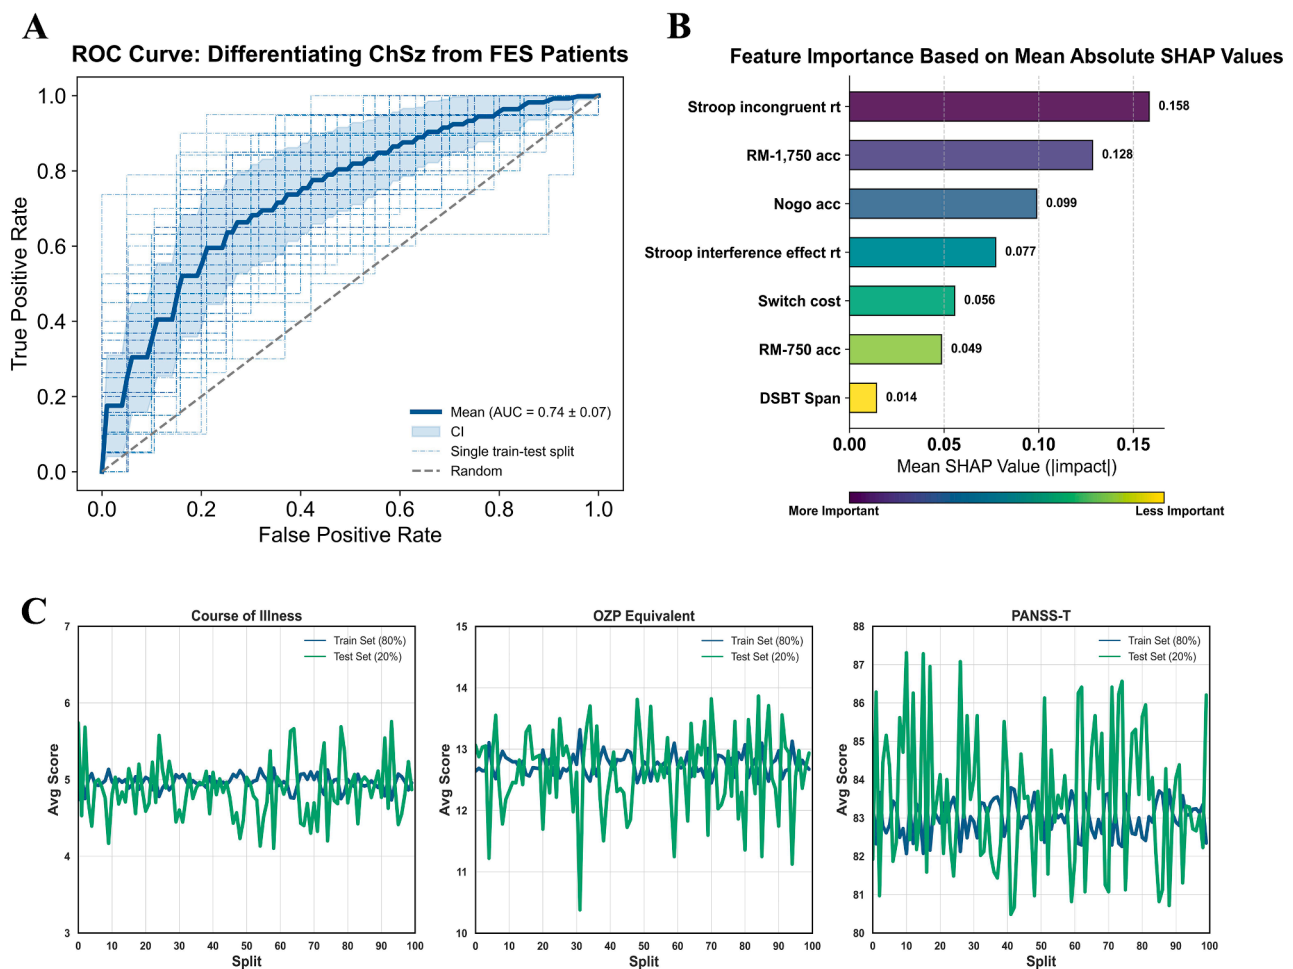 A
ROC Curve: Differentiating ChSz from FES Patients
True Positive Rate
1.0
0.8
0.6
0.4
0.2
0.0
Mean (AUC = 0.74 ± 0.07)
CI
Single train-test split
Random
0.0 0.2 0.4 0.6 0.8 1.0
False Positive Rate
B
Feature Importance Based on Mean Absolute SHAP Values
Stroop incongruent rt 0.158
RM-1,750 acc 0.128
Nogo acc 0.099
Stroop interference effect rt 0.077
Switch cost 0.056
RM-750 acc 0.049
DSBT Span 0.014
0.00 0.05 0.10 0.15
Mean SHAP Value (|impact|)
More Important Less Important
C
Course of Illness
Avg Score
7
6
5
4
3
Train Set (80%)
Test Set (20%)
0 10 20 30 40 50 60 70 80 90 100
Split
OZP Equivalent
Avg Score
15
14
13
12
11
10
Train Set (80%)
Test Set (20%)
0 10 20 30 40 50 60 70 80 90 100
Split
PANSS-T
Avg Score
88
87
86
85
84
83
82
81
80
Train Set (80%)
Test Set (20%)
0 10 20 30 40 50 60 70 80 90 100
Split